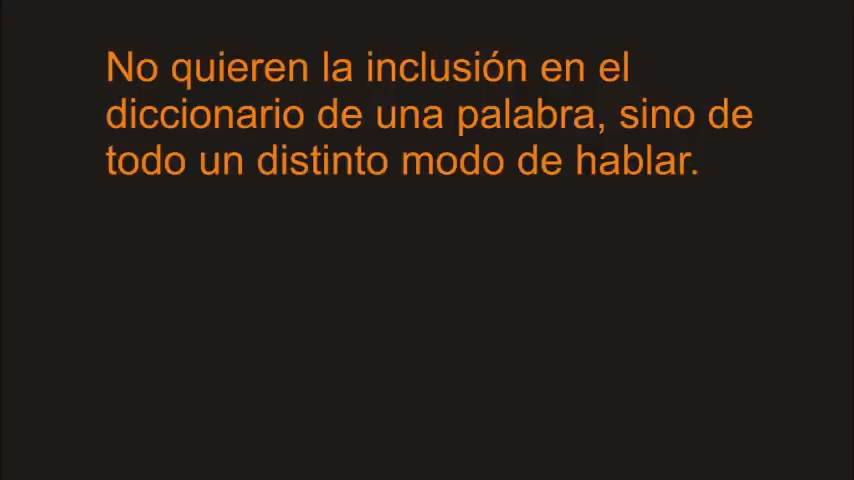 No quieren la inclusión en el
diccionario de una palabra, sino de
todo un distinto modo de hablar.